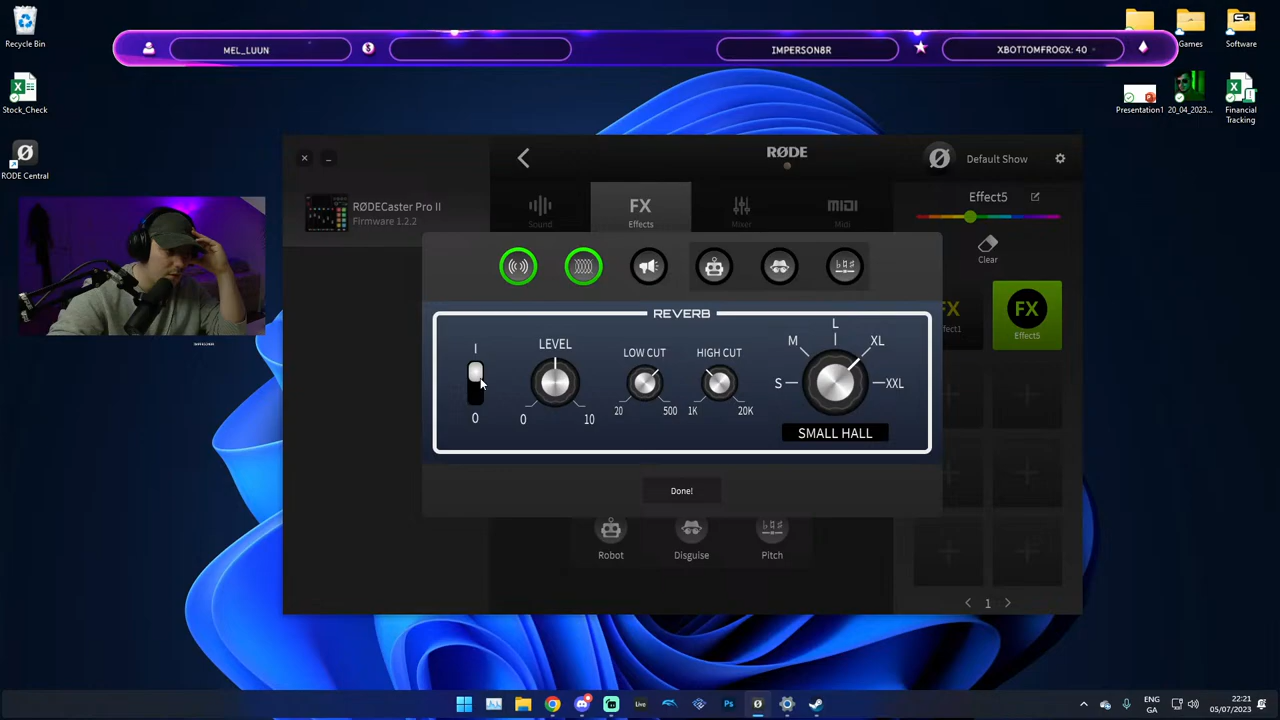 Recycle Bin
Games
Software
MEL_LUUN
IMPERSON8R
XBOTTOMFROGX: 40
Stock_Check
Presentation1
20_04_2023...
Financial
Tracking
RODE Central
RØDECaster Pro II
Firmware 1.2.2
RØDE
Default Show
FX
Sound
Effects
Mixer
MIDI
Midi
Effect5
Clear
REVERB
I
0
LEVEL
0
10
LOW CUT
20
500
HIGH CUT
1K
20K
S
M
L
XL
XXL
SMALL HALL
FX
ffect1
FX
Effect5
Done!
Robot
Disguise
Pitch
1
Live
Ps
ENG
GA
22:21
05/07/2023